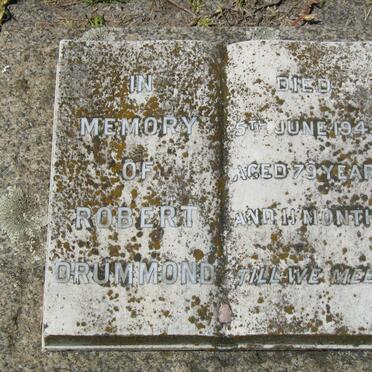 IN
MEMORY
OF
ROBERT
DRUMMOND
DIED
5TH JUNE 194
AGED 79 YEAR
AND 11 MONTH
TILL WE MEE